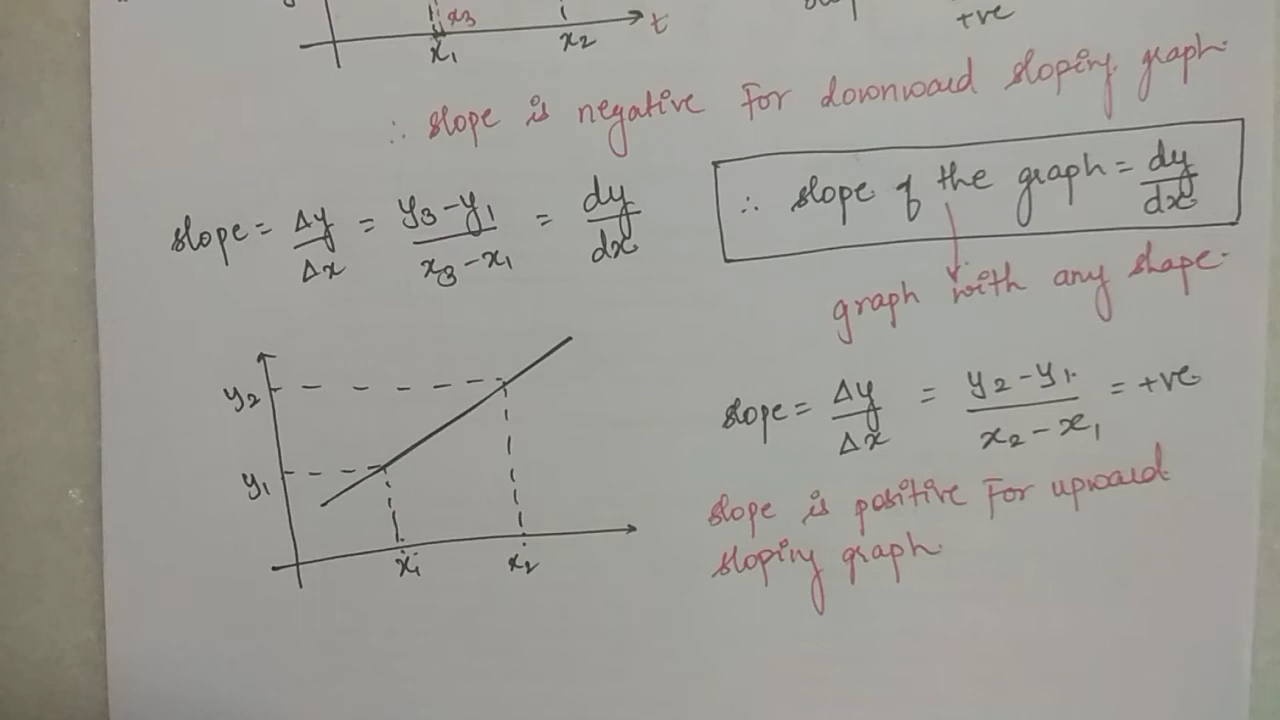 x3
x1
x2
t
+ve
∴ slope is negative For downward sloping graph.
slope = Δy/Δx = y3-y1/x3-x1 = dy/dx
∴ slope of the graph = dy/dx
graph with any shape.
y2
y1
x1
x2
slope = Δy/Δx = y2-y1/x2-x1 = +ve
slope is positive For upward
sloping graph.